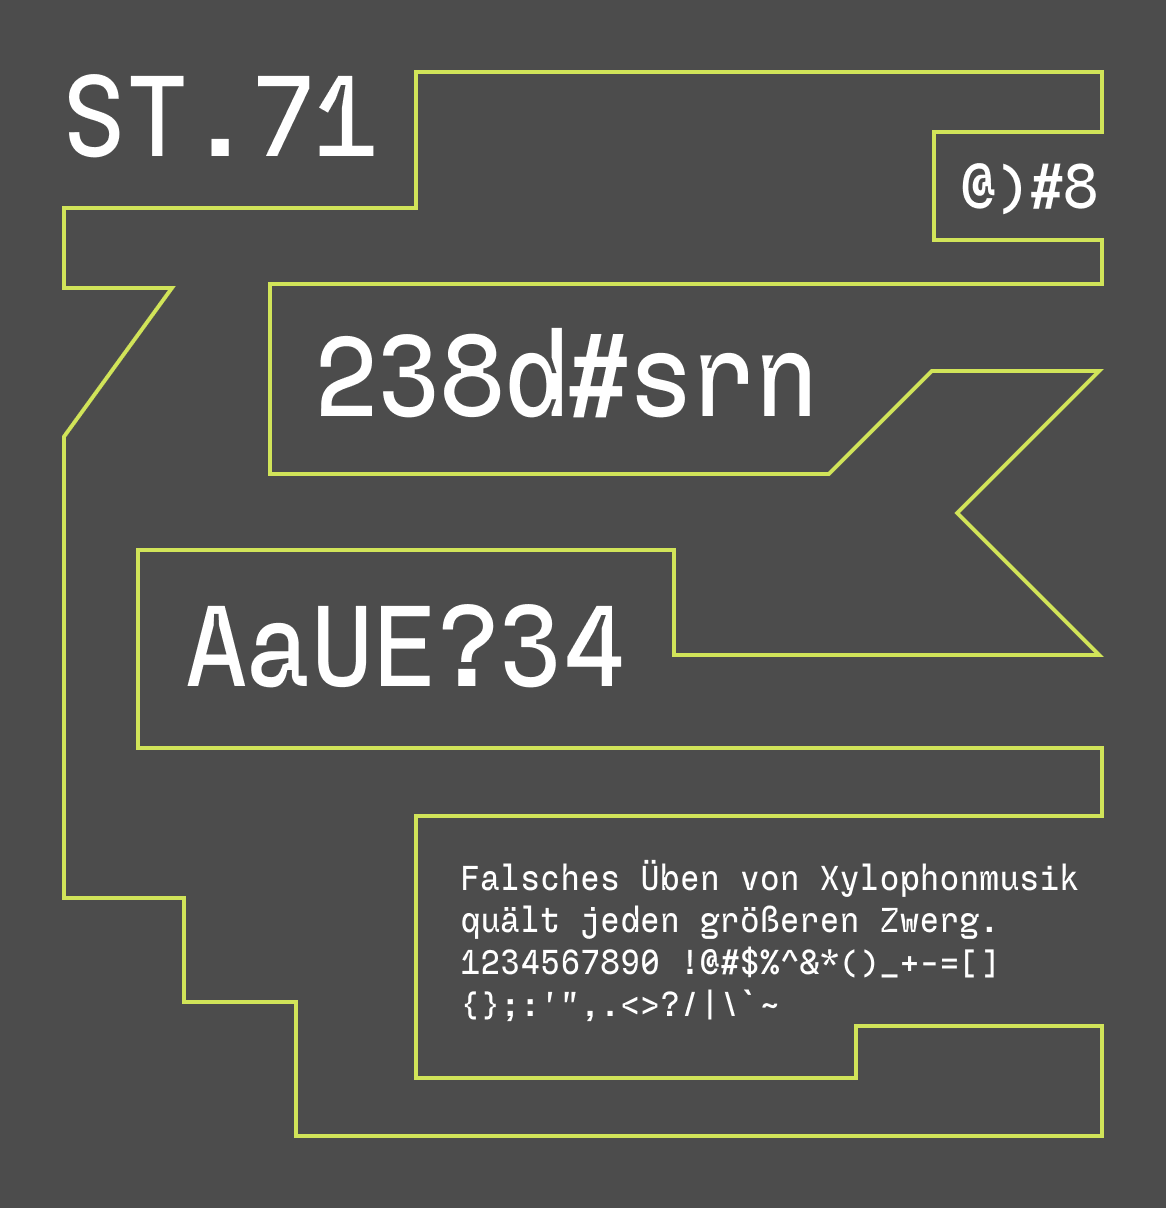 ST.71
@)#8
238d#srn
AaUE?34
Falsches Üben von Xylophonmusik
quält jeden größeren Zwerg.
1234567890 !@#$%^&*()_+-=[]
{};:'",.<>?/|\`~